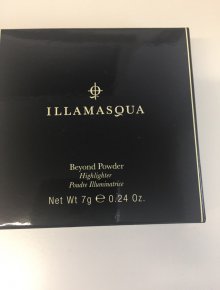 ILLAMASQUA
Beyond Powder
Highlighter
Poudre Illuminatrice
Net Wt 7g ℮ 0.24 Oz.